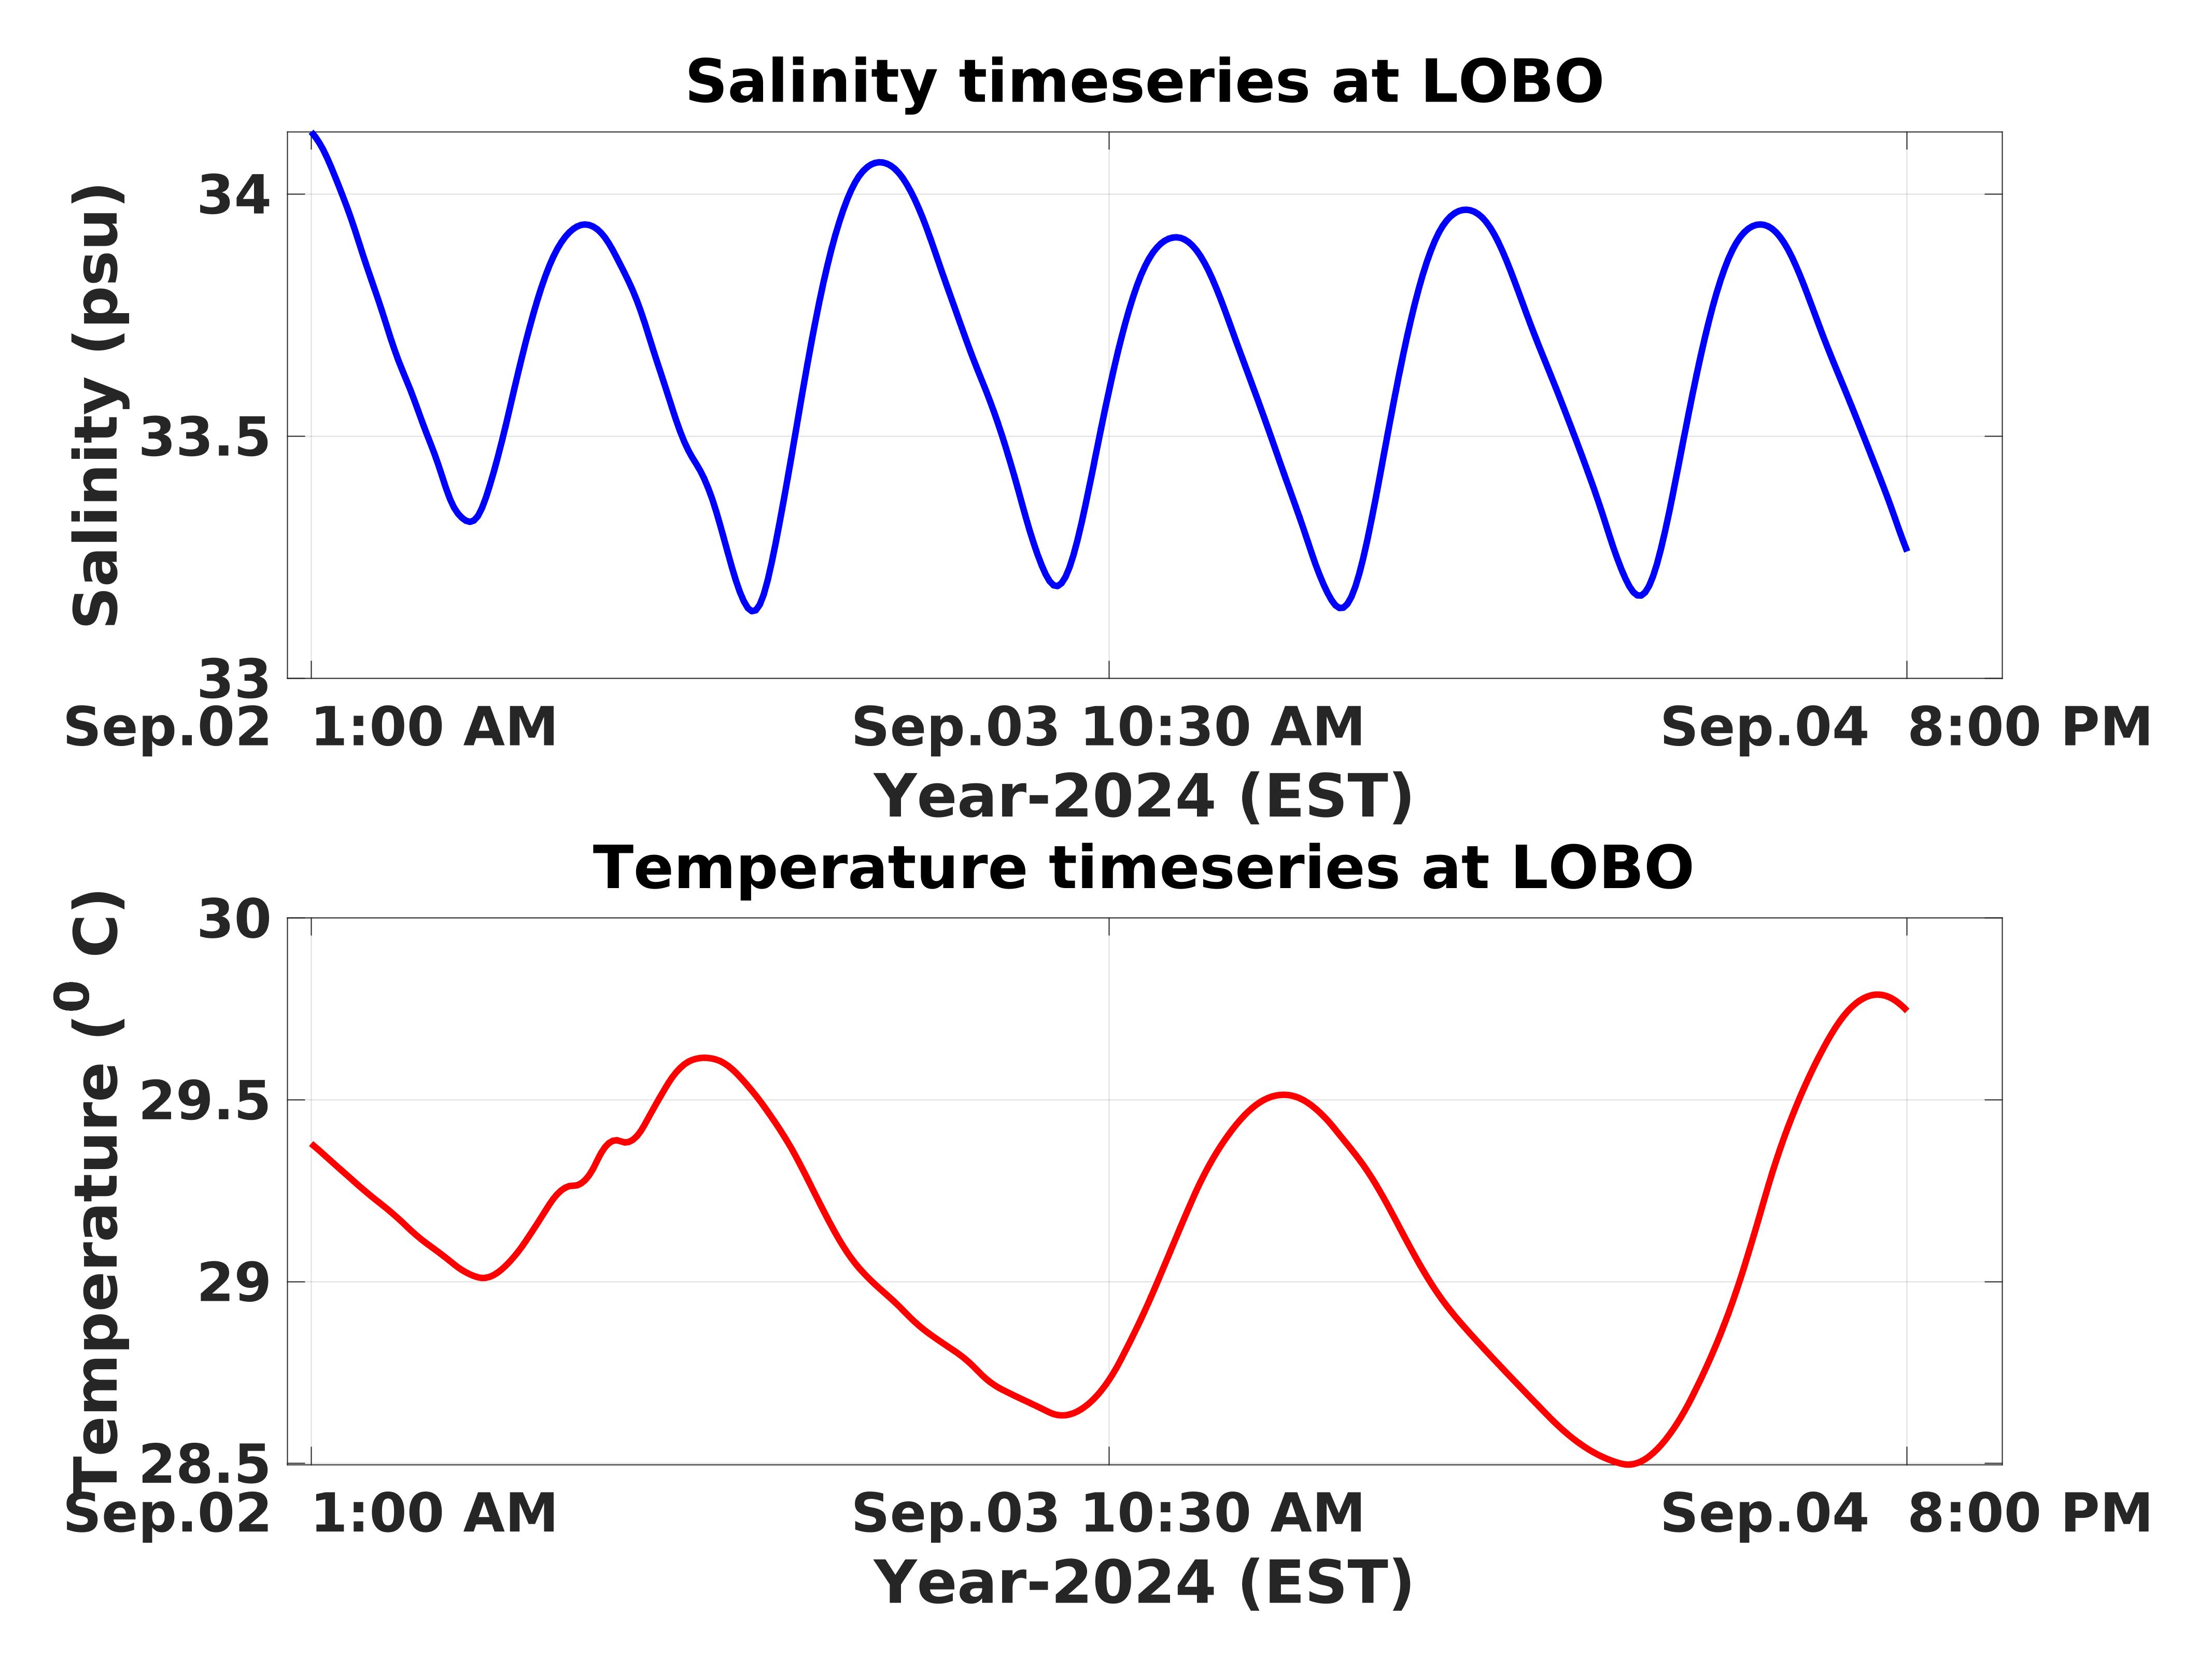 Salinity timeseries at LOBO
Salinity (psu)
34
33.5
33
Sep.02 1:00 AM Sep.03 10:30 AM Sep.04 8:00 PM
Year-2024 (EST)
Temperature timeseries at LOBO
Temperature (⁰ C)
30
29.5
29
28.5
Sep.02 1:00 AM Sep.03 10:30 AM Sep.04 8:00 PM
Year-2024 (EST)